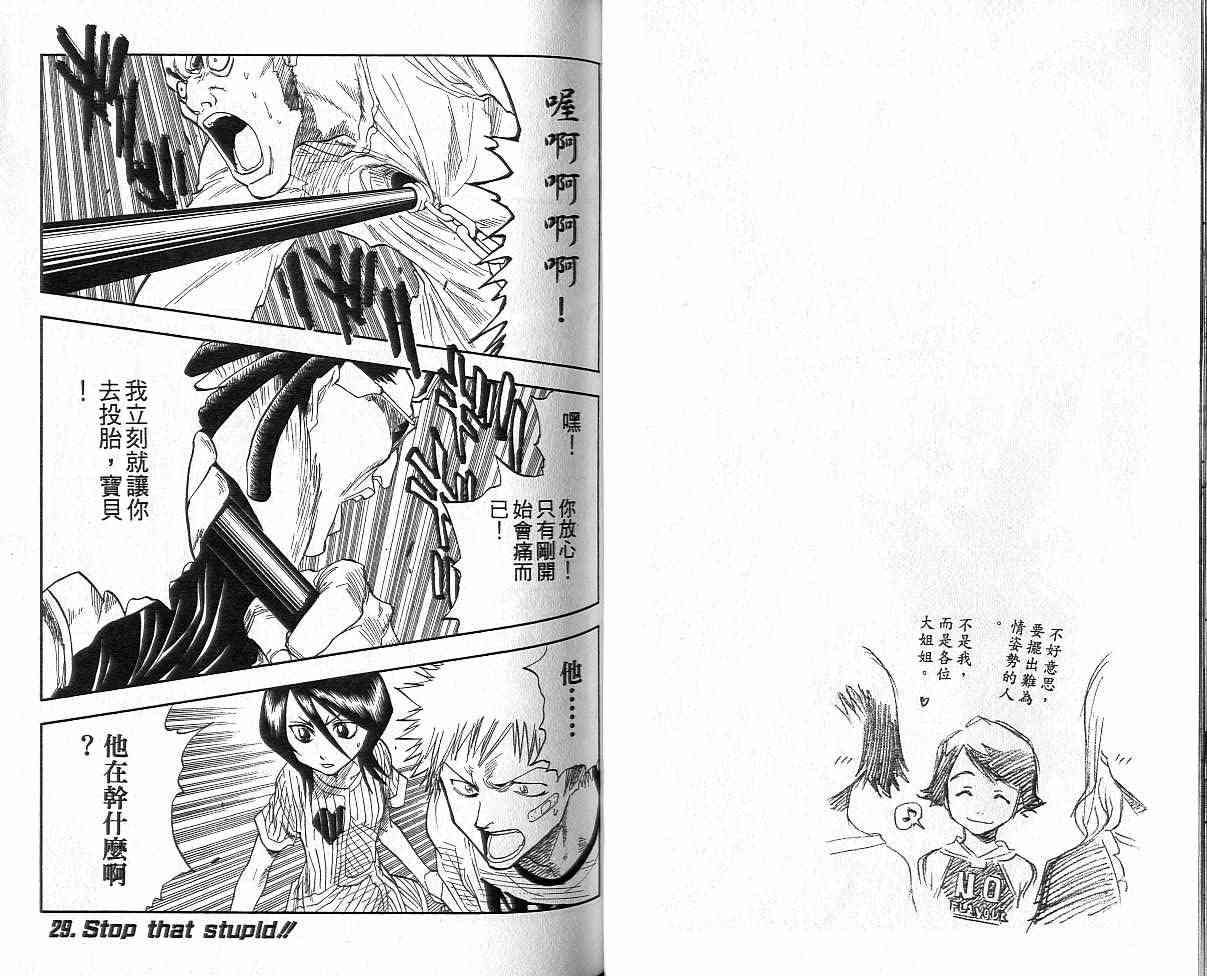 不好意思，
要擺出難為
情姿勢的人
。
不是我，
而是各位
大姐姐。♡
♪
NO
FLAVOUR
喔啊啊啊啊！
嘿！
你放心！
只有剛開
始會痛而
已！
我立刻就讓你
去投胎，寶貝
！
他……
他在幹什麼啊
？
29. Stop that stupid!!